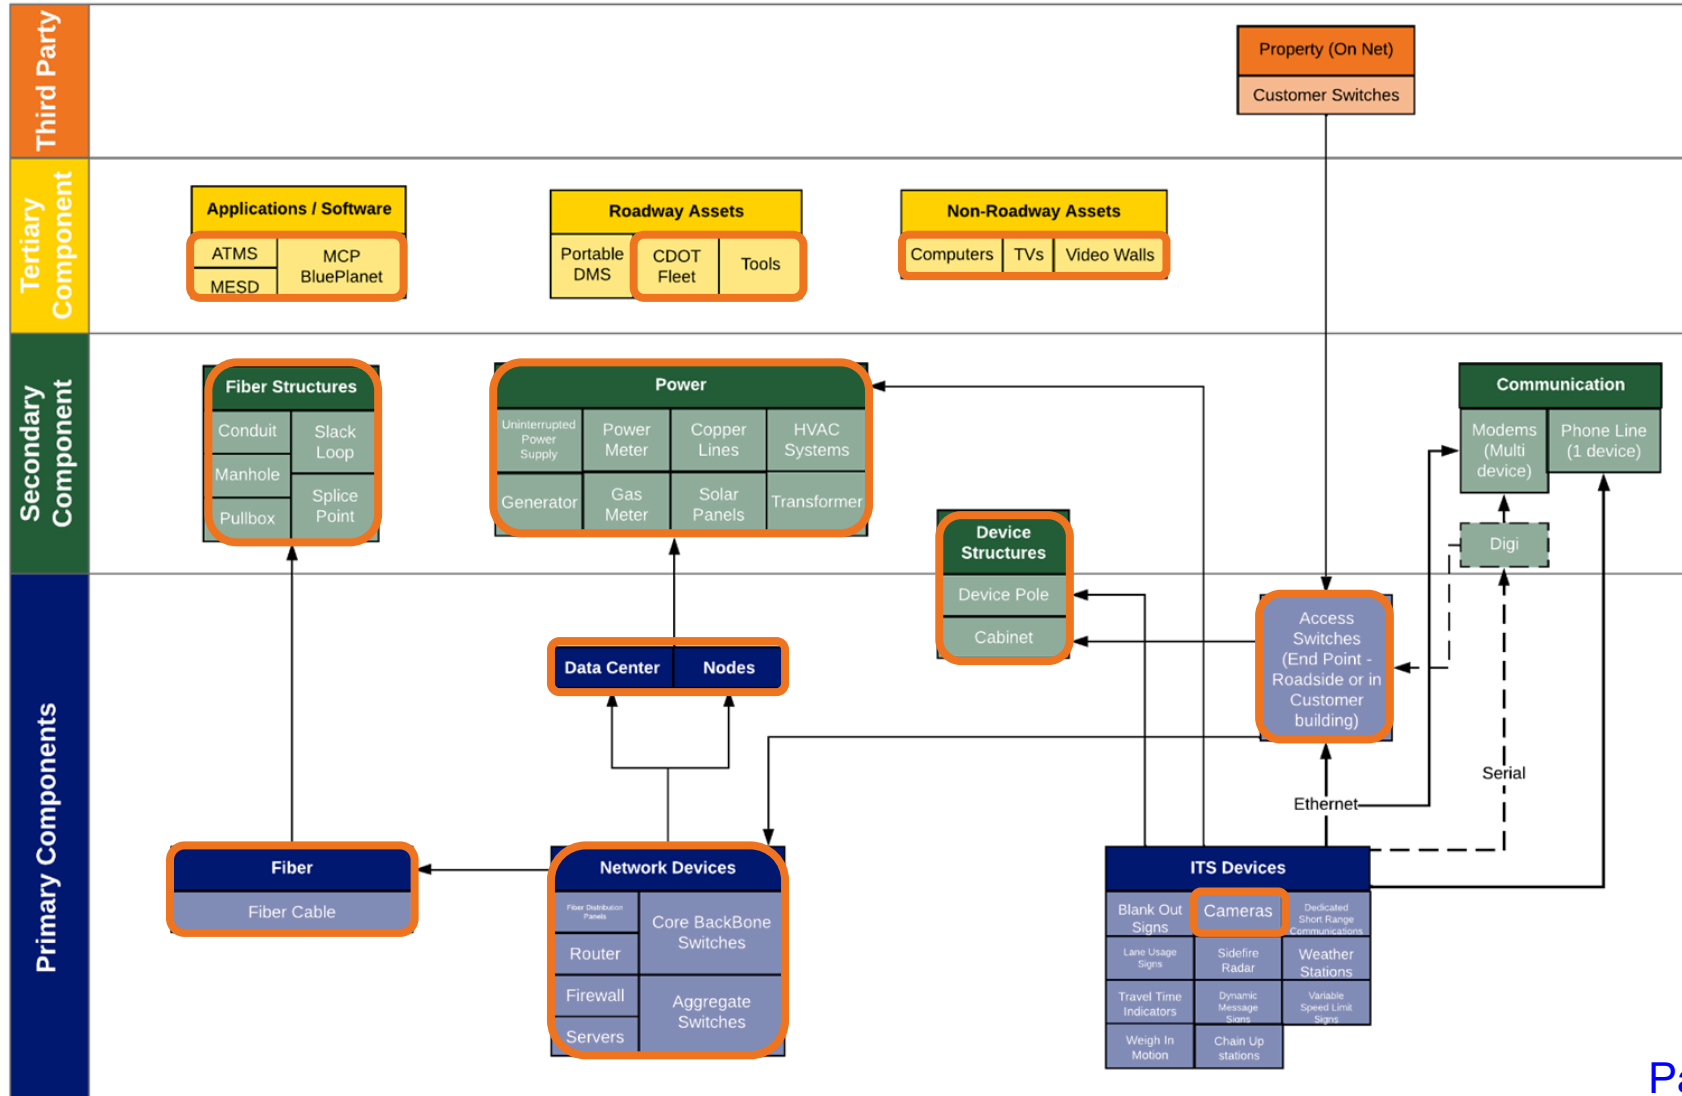 Third Party
Property (On Net)
Customer Switches
Tertiary
Component
Applications / Software
ATMS
MESD
MCP
BluePlanet
Roadway Assets
Portable
DMS
CDOT
Fleet
Tools
Non-Roadway Assets
Computers
TVs
Video Walls
Secondary
Component
Fiber Structures
Conduit
Manhole
Pullbox
Slack
Loop
Splice
Point
Power
Uninterrupted
Power
Supply
Power
Meter
Copper
Lines
HVAC
Systems
Generator
Gas
Meter
Solar
Panels
Transformer
Device
Structures
Device Pole
Cabinet
Communication
Modems
(Multi
device)
Phone Line
(1 device)
Digi
Primary Components
Data Center
Nodes
Access
Switches
(End Point -
Roadside or in
Customer
building)
Serial
Ethernet
Fiber
Fiber Cable
Network Devices
Fiber Distribution
Panels
Router
Firewall
Servers
Core BackBone
Switches
Aggregate
Switches
ITS Devices
Blank Out
Signs
Cameras
Dedicated
Short Range
Communications
Lane Usage
Signs
Sidefire
Radar
Weather
Stations
Travel Time
Indicators
Dynamic
Message
Signs
Variable
Speed Limit
Signs
Weigh In
Motion
Chain Up
stations
Pa